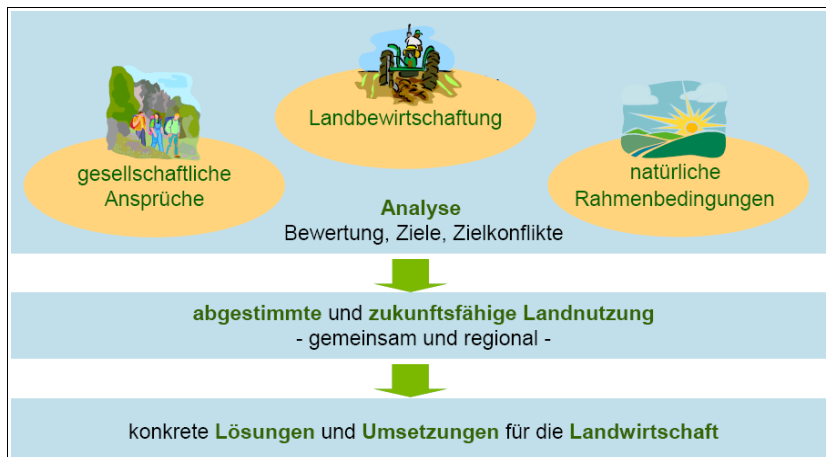 Landbewirtschaftung
gesellschaftliche
Ansprüche
natürliche
Rahmenbedingungen
Analyse
Bewertung, Ziele, Zielkonflikte
abgestimmte und zukunftsfähige Landnutzung
- gemeinsam und regional -
konkrete Lösungen und Umsetzungen für die Landwirtschaft